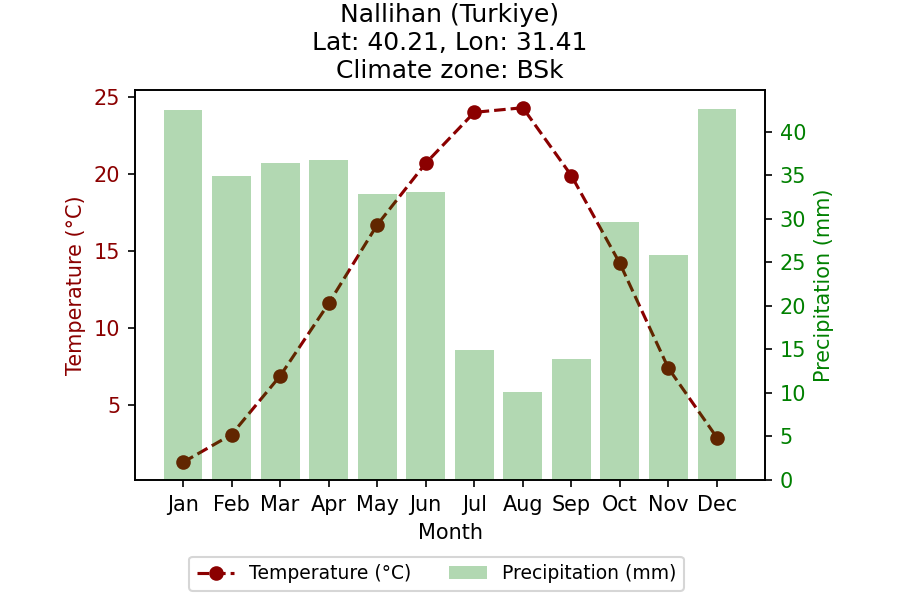 Nallihan (Turkiye)
Lat: 40.21, Lon: 31.41
Climate zone: BSk
Temperature (°C)
25
20
15
10
5
Precipitation (mm)
40
35
30
25
20
15
10
5
0
Jan Feb Mar Apr May Jun Jul Aug Sep Oct Nov Dec
Month
Temperature (°C) Precipitation (mm)